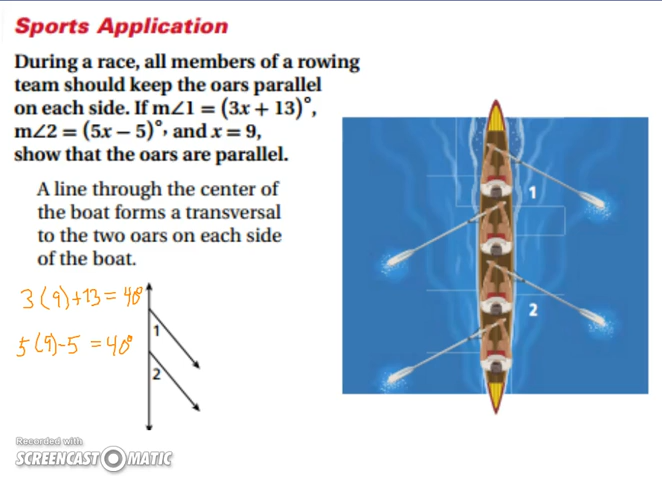 Sports Application
During a race, all members of a rowing
team should keep the oars parallel
on each side. If m∠1 = (3x + 13)°,
m∠2 = (5x – 5)°, and x = 9,
show that the oars are parallel.
A line through the center of
the boat forms a transversal
to the two oars on each side
of the boat.
3(9)+13 = 40°
5(9)-5 = 40°
1
2
1
2
Recorded with
SCREENCAST O MATIC